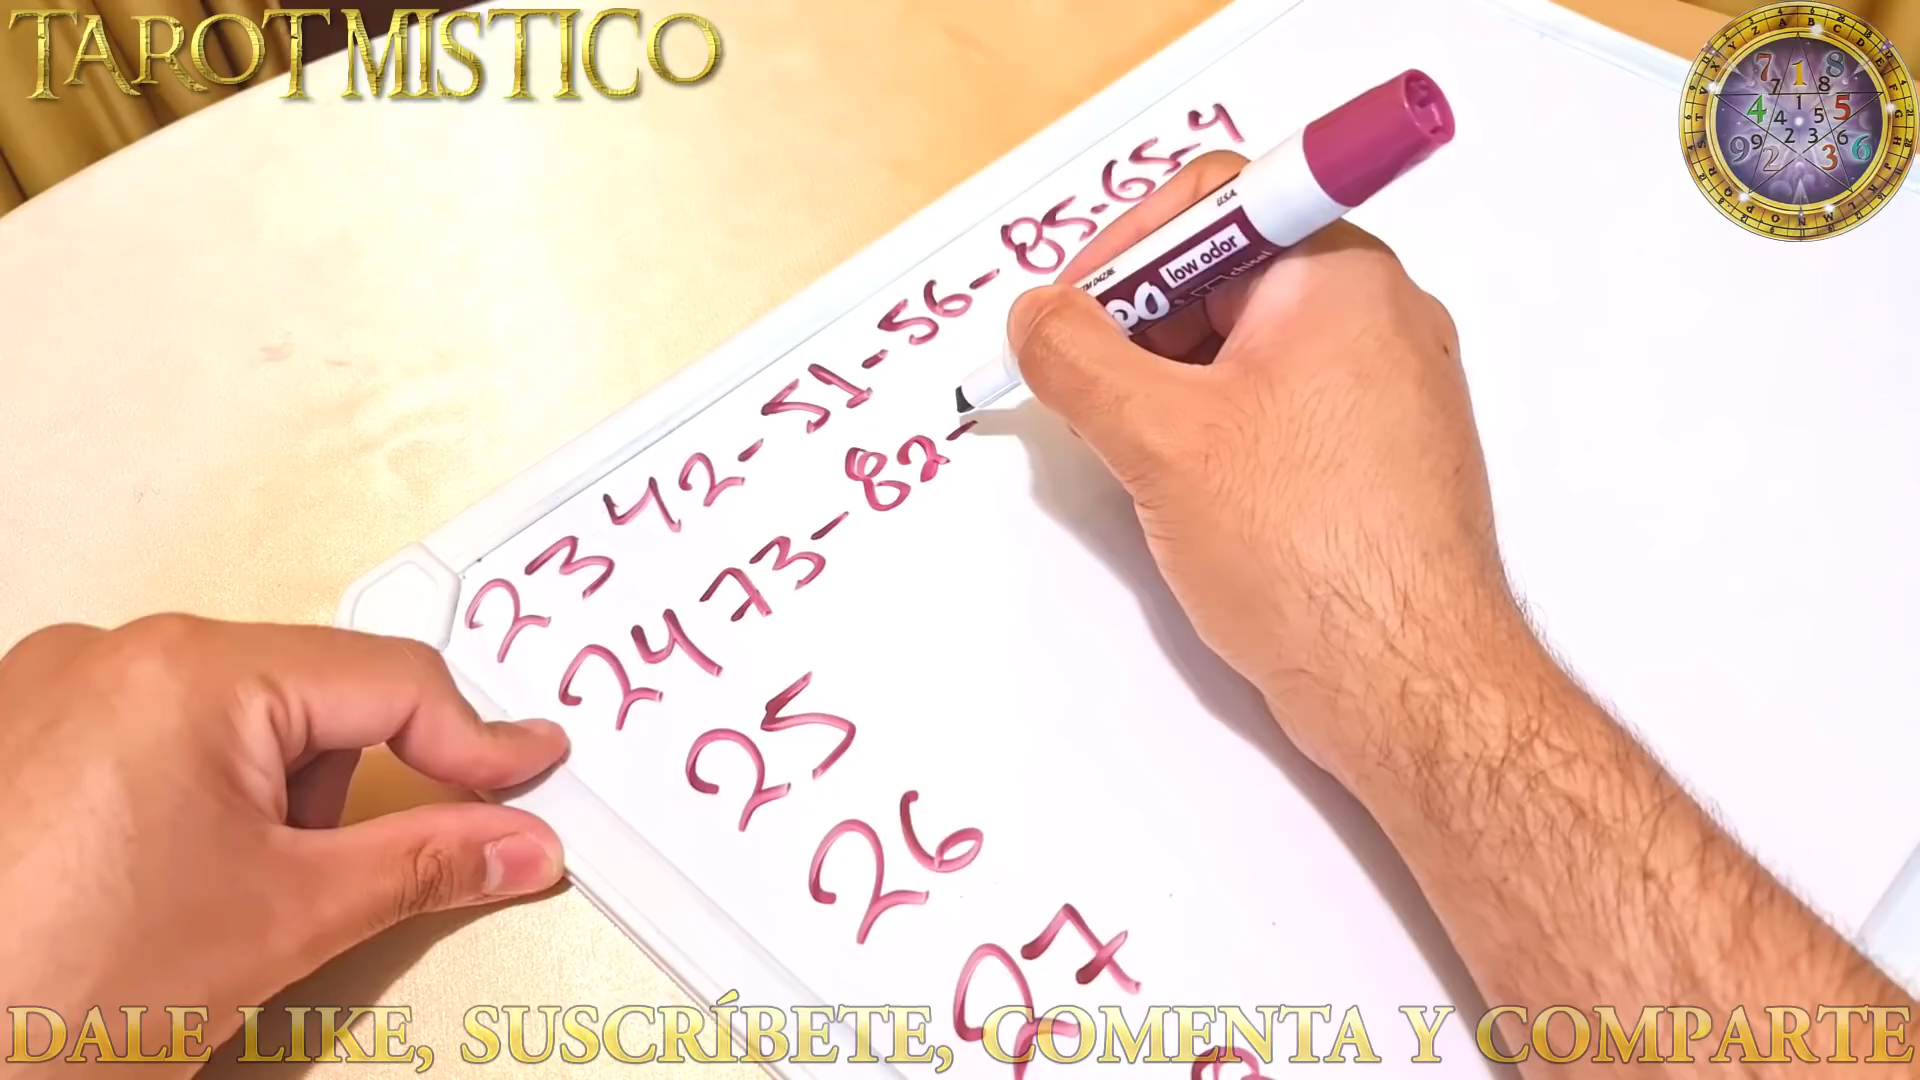 TAROT MISTICO
23 42-51-56-85-65-4
24 73-82-
25
26
27
low odor
chisel
U.S.A.
DALE LIKE, SUSCRÍBETE, COMENTA Y COMPARTE